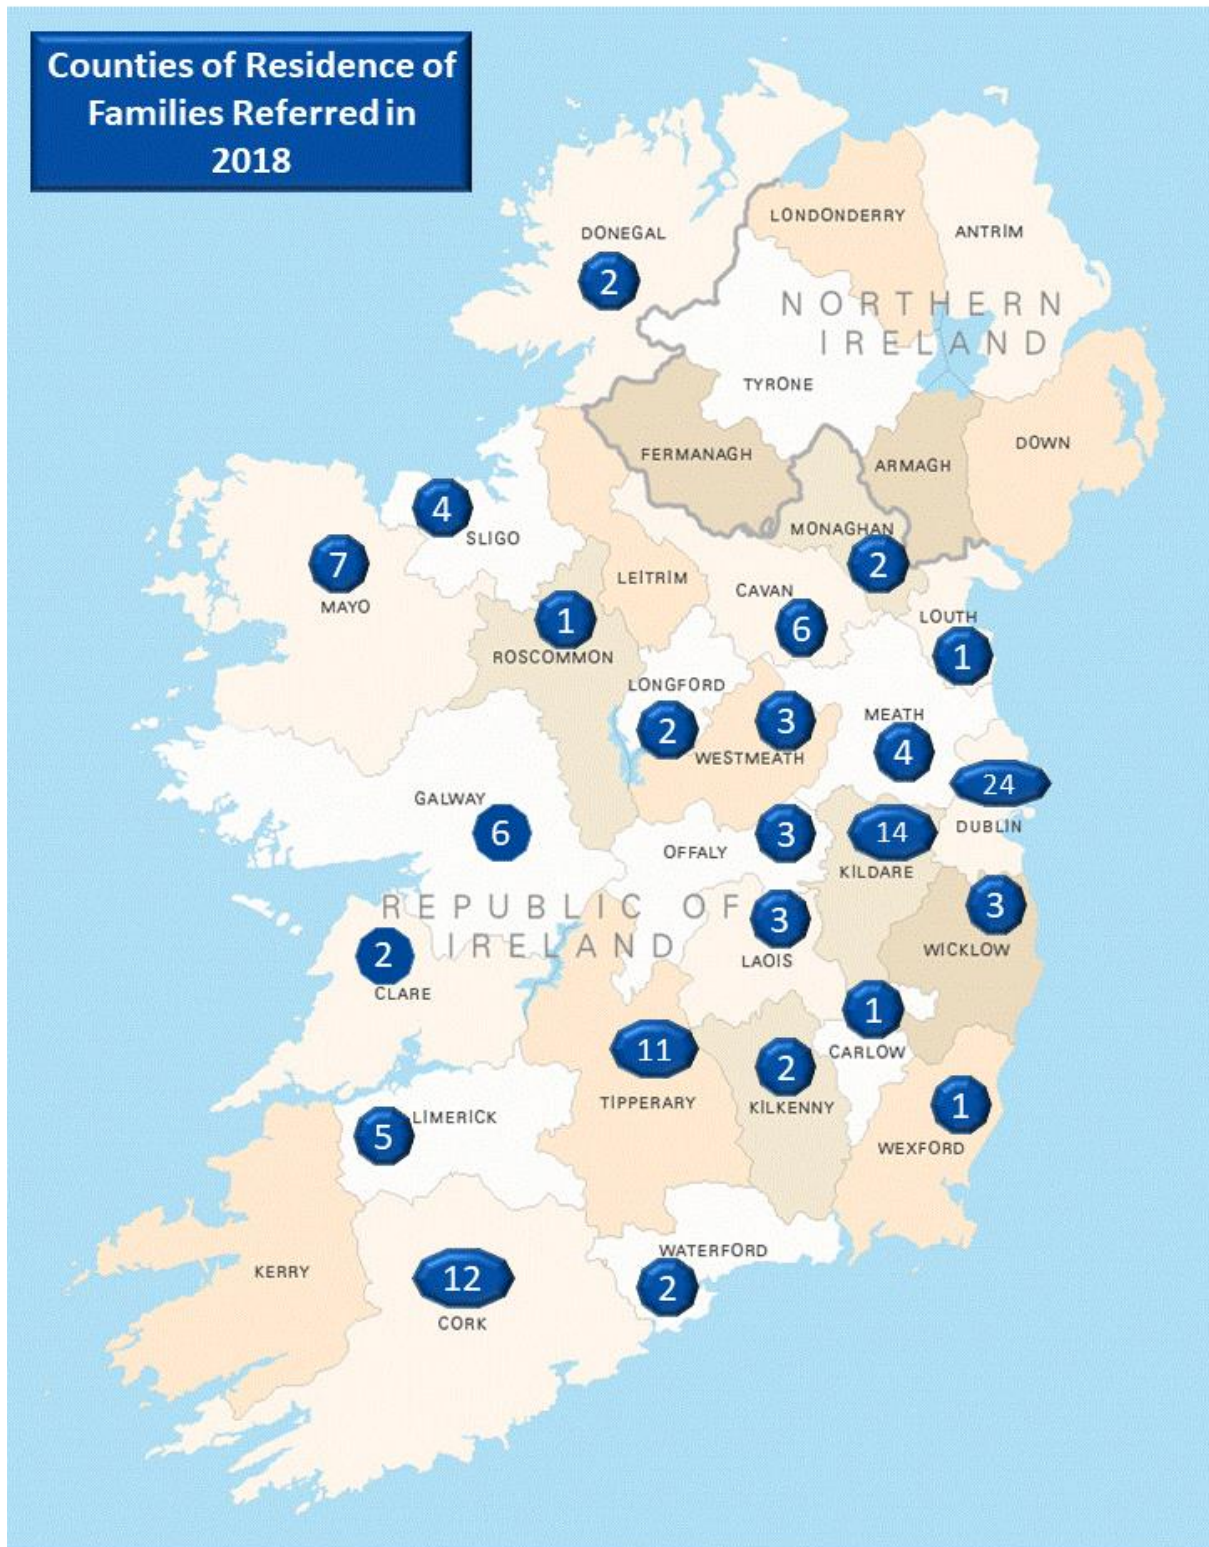 Counties of Residence of
Families Referred in
2018
LONDONDERRY
ANTRIM
DONEGAL
2
NORTHERN
IRELAND
TYRONE
FERMANAGH
ARMAGH
DOWN
4
SLIGO
MONAGHAN
2
7
MAYO
LEITRIM
CAVAN
6
1
ROSCOMMON
LOUTH
1
LONGFORD
2
3
WESTMEATH
MEATH
4
24
DUBLIN
GALWAY
6
OFFALY
3
14
KILDARE
REPUBLIC OF
IRELAND
3
LAOIS
3
WICKLOW
2
CLARE
1
CARLOW
11
TIPPERARY
2
KILKENNY
1
WEXFORD
LIMERICK
5
WATERFORD
2
KERRY
12
CORK